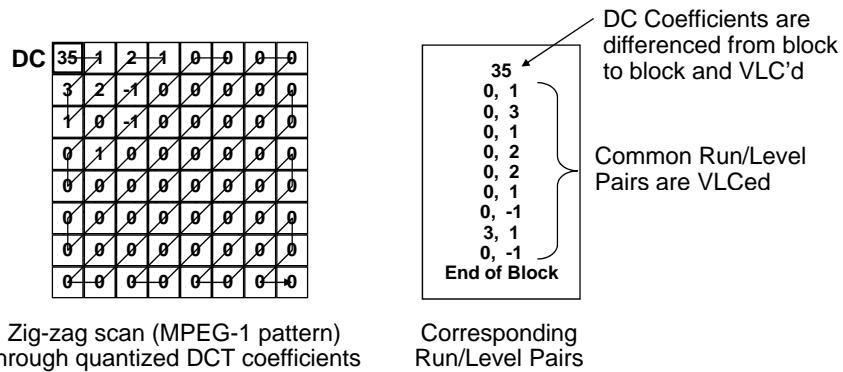 DC Coefficients are
differenced from block
to block and VLC'd
DC 35 1 2 1 0 0 0 0
3 2 -1 0 0 0 0 0
1 0 -1 0 0 0 0 0
0 1 0 0 0 0 0 0
0 0 0 0 0 0 0 0
0 0 0 0 0 0 0 0
0 0 0 0 0 0 0 0
0 0 0 0 0 0 0 0
35
0, 1
0, 3
0, 1
0, 2
0, 2
0, 1
0, -1
3, 1
0, -1
End of Block
Common Run/Level
Pairs are VLCed
Zig-zag scan (MPEG-1 pattern)
hrough quantized DCT coefficients
Corresponding
Run/Level Pairs